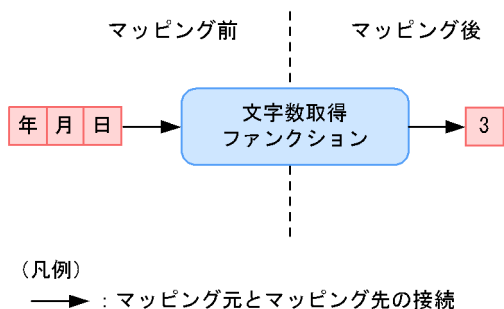 マッピング前
マッピング後
年 月 日
文字数取得
ファンクション
3
(凡例)
：マッピング元とマッピング先の接続